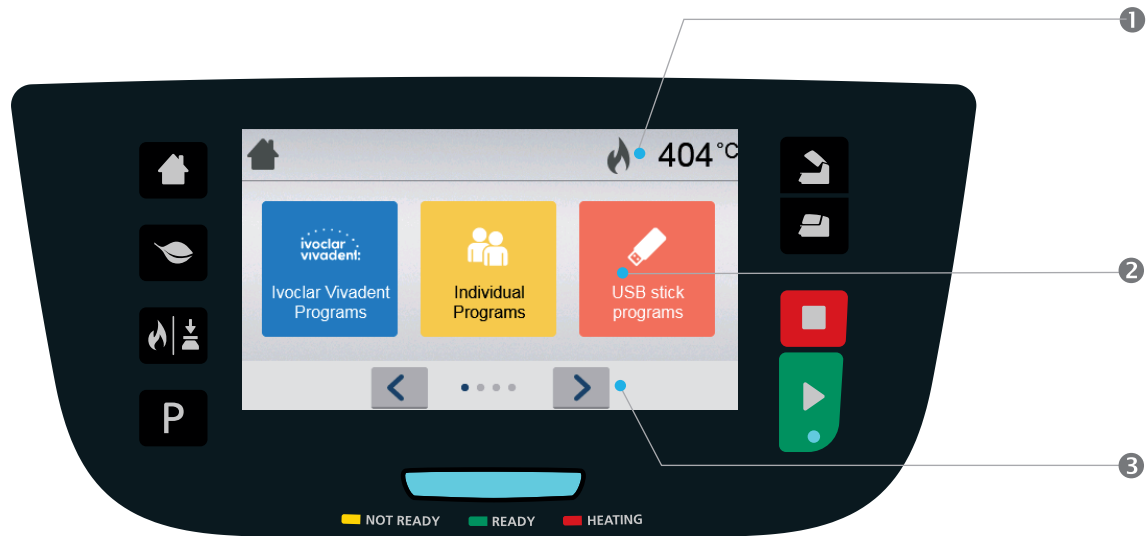 1
404 °C
ivoclar
vivadent:
Ivoclar Vivadent
Programs
Individual
Programs
USB stick
programs
2
P
3
NOT READY
READY
HEATING